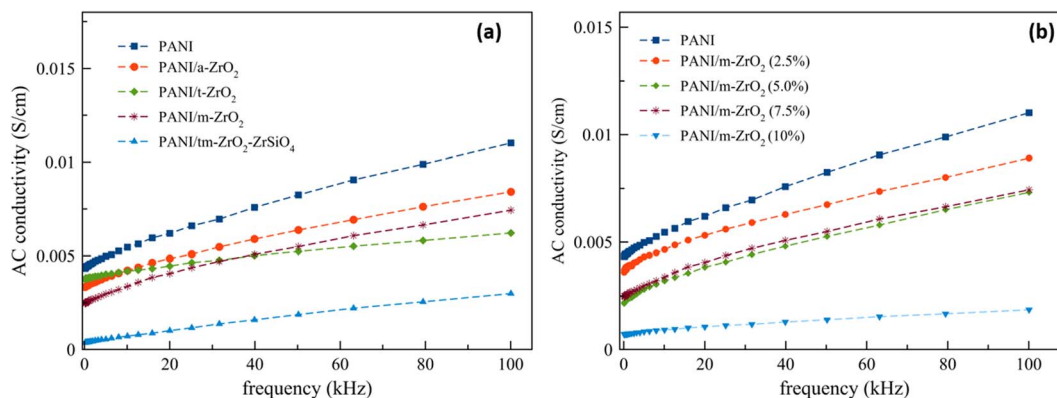 (a)
PANI
PANI/a-ZrO₂
PANI/t-ZrO₂
PANI/m-ZrO₂
PANI/tm-ZrO₂-ZrSiO₄
AC conductivity (S/cm)
0.015
0.01
0.005
0
0 20 40 60 80 100
frequency (kHz)
(b)
PANI
PANI/m-ZrO₂ (2.5%)
PANI/m-ZrO₂ (5.0%)
PANI/m-ZrO₂ (7.5%)
PANI/m-ZrO₂ (10%)
AC conductivity (S/cm)
0.015
0.01
0.005
0
0 20 40 60 80 100
frequency (kHz)